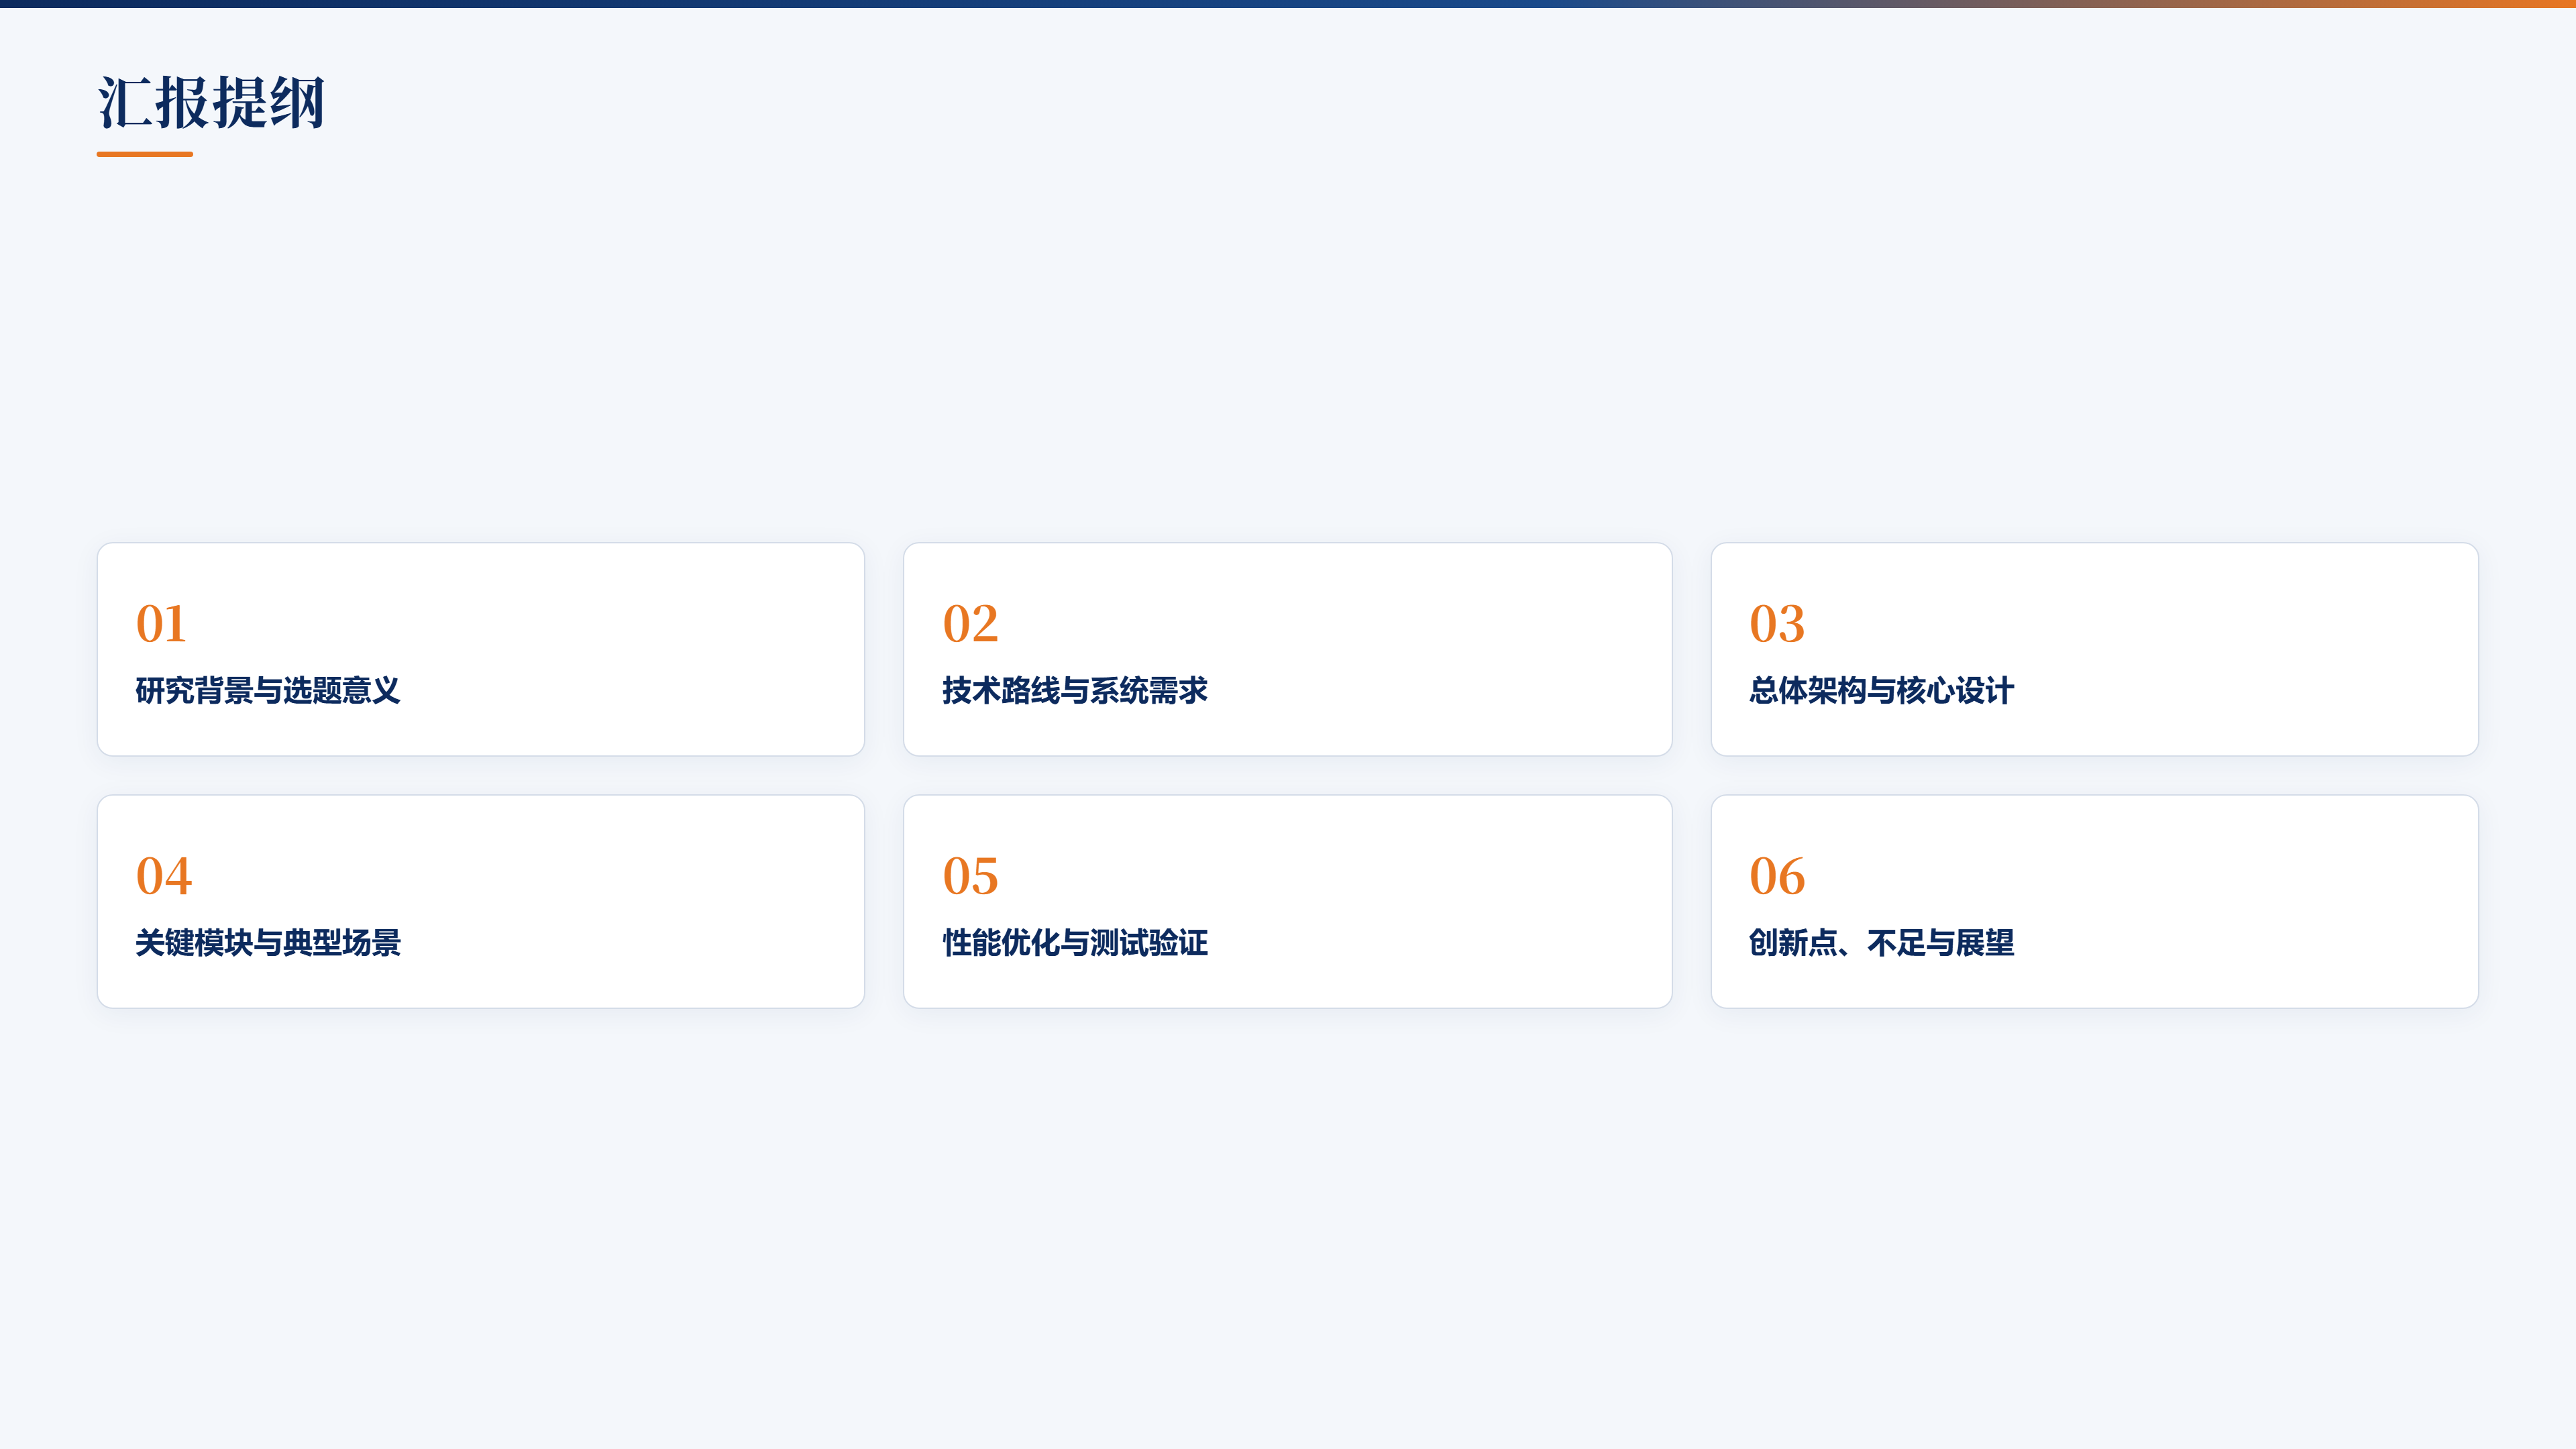 汇报提纲
01
研究背景与选题意义
02
技术路线与系统需求
03
总体架构与核心设计
04
关键模块与典型场景
05
性能优化与测试验证
06
创新点、不足与展望